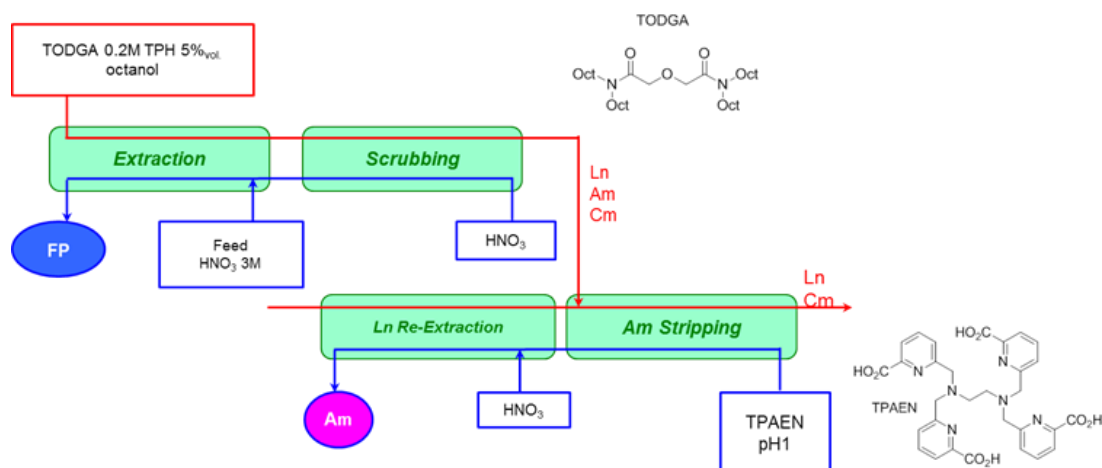 TODGA
TODGA 0.2M TPH 5%vol.
octanol
O
O
Oct
N
O
N
Oct
Oct
Oct
Extraction
Scrubbing
Ln
Am
Cm
FP
Feed
HNO3 3M
HNO3
Ln
Cm
Ln Re-Extraction
Am Stripping
Am
HNO3
TPAEN
pH1
HO2C
HO2C
N
N
N
N
TPAEN
N
N
CO2H
CO2H